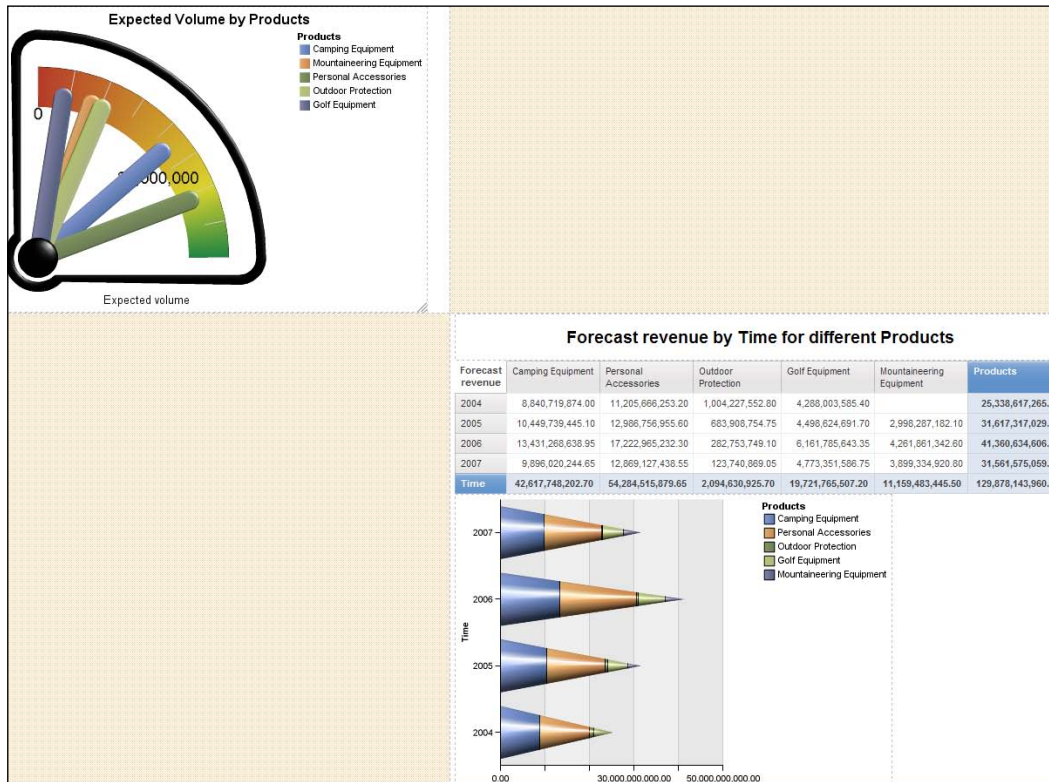 Expected Volume by Products
Products
Camping Equipment
Mountaineering Equipment
Personal Accessories
Outdoor Protection
Golf Equipment
0
000,000
Expected volume
Forecast revenue by Time for different Products
Forecast revenue Camping Equipment Personal Accessories Outdoor Protection Golf Equipment Mountaineering Equipment Products
2004 8,840,719,874.00 11,205,666,253.20 1,004,227,552.80 4,288,003,585.40 25,338,617,265.
2005 10,449,739,445.10 12,986,756,955.60 683,908,754.75 4,498,624,691.70 2,998,287,182.10 31,617,317,029.
2006 13,431,268,638.95 17,222,965,232.30 282,753,749.10 6,161,785,643.35 4,261,861,342.60 41,360,634,606.
2007 9,896,020,244.65 12,869,127,438.55 123,740,869.05 4,773,351,586.75 3,899,334,920.80 31,561,575,059.
Time 42,617,748,202.70 54,284,515,879.65 2,094,630,925.70 19,721,765,507.20 11,159,483,445.50 129,878,143,960.
Products
Camping Equipment
Personal Accessories
Outdoor Protection
Golf Equipment
Mountaineering Equipment
Time
2007
2006
2005
2004
0.00 30,000,000,000.00 50,000,000,000.00